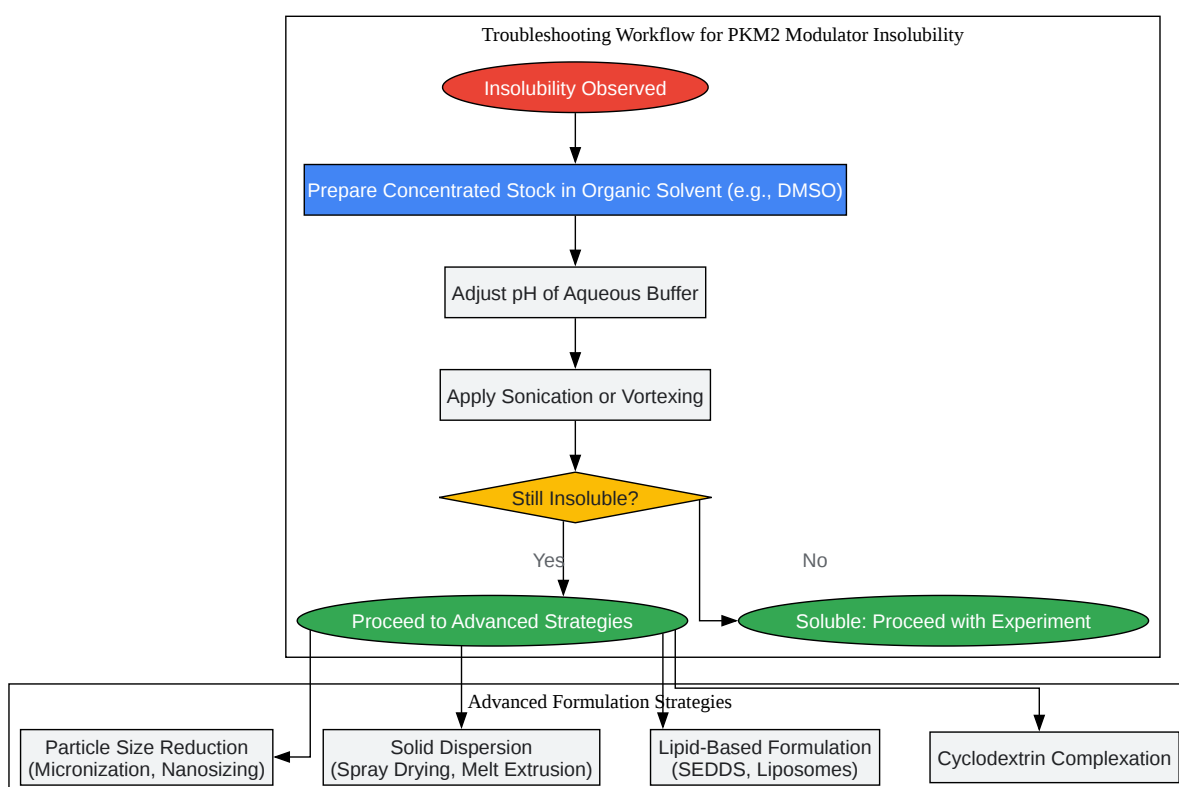 Troubleshooting Workflow for PKM2 Modulator Insolubility
Insolubility Observed
Prepare Concentrated Stock in Organic Solvent (e.g., DMSO)
Adjust pH of Aqueous Buffer
Apply Sonication or Vortexing
Still Insoluble?
Yes
No
Proceed to Advanced Strategies
Soluble: Proceed with Experiment
Advanced Formulation Strategies
Particle Size Reduction
(Micronization, Nanosizing)
Solid Dispersion
(Spray Drying, Melt Extrusion)
Lipid-Based Formulation
(SEDDS, Liposomes)
Cyclodextrin Complexation